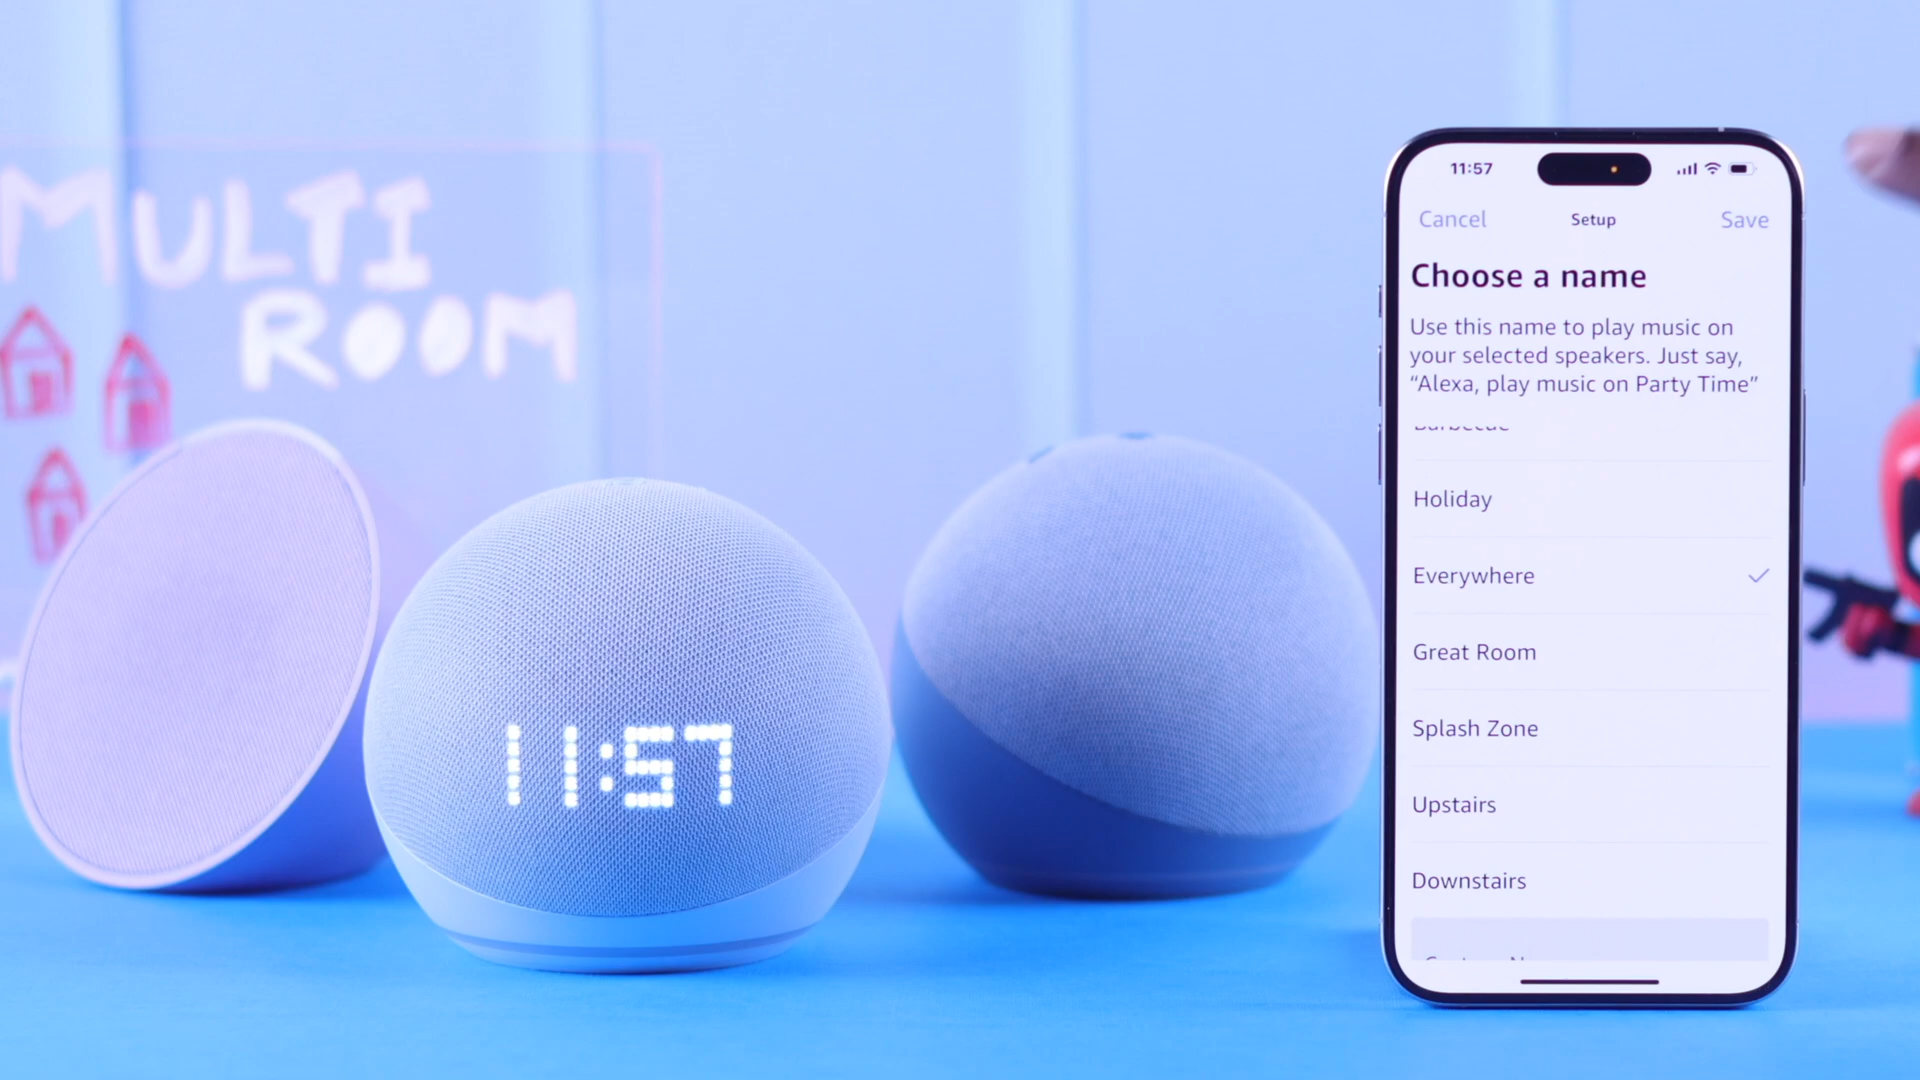 MULTI
ROOM
11:57
11:57
Cancel
Setup
Save
Choose a name
Use this name to play music on
your selected speakers. Just say,
“Alexa, play music on Party Time”
Barbecue
Holiday
Everywhere
Great Room
Splash Zone
Upstairs
Downstairs